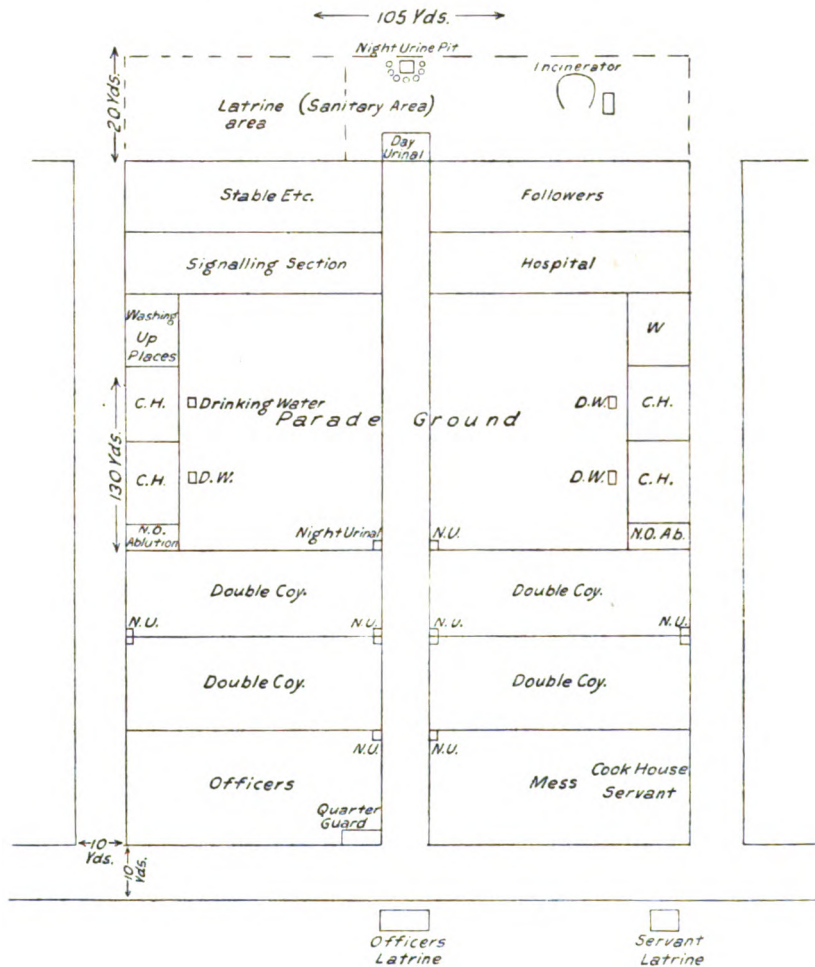 105 Yds.
Night Urine Pit
Incinerator
20 Yds.
Latrine (Sanitary Area)
area
Day
Urinal
Stable Etc.
Followers
Signalling Section
Hospital
Washing
Up
Places
W
C.H.
Drinking Water
D.W.
C.H.
Parade Ground
130 Yds.
C.H.
D.W.
D.W.
C.H.
N.O.
Ablution
Night Urinal
N.U.
N.O. Ab.
Double Coy.
Double Coy.
N.U.
N.U.
N.U.
N.U.
Double Coy.
Double Coy.
N.U.
N.U.
Officers
Mess
Cook House
Servant
Quarter
Guard
10
Yds.
10
Yds.
Officers
Latrine
Servant
Latrine